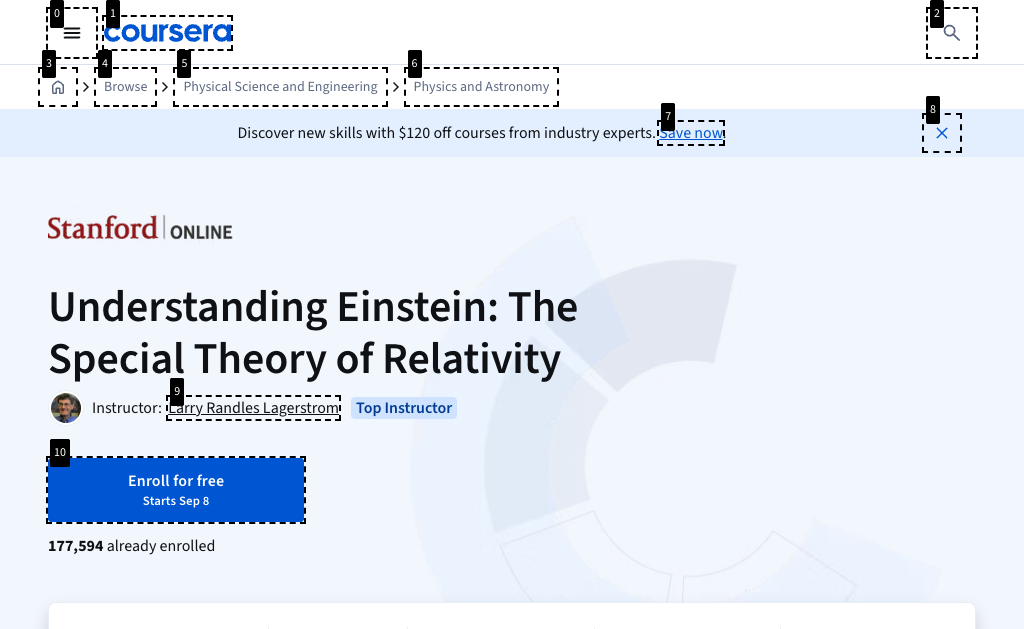 0
1
coursera
2
3
4
Browse
5
Physical Science and Engineering
6
Physics and Astronomy
Discover new skills with $120 off courses from industry experts.
7
Save now
8
Stanford | ONLINE
Understanding Einstein: The
Special Theory of Relativity
Instructor:
9
Larry Randles Lagerstrom
Top Instructor
10
Enroll for free
Starts Sep 8
177,594 already enrolled